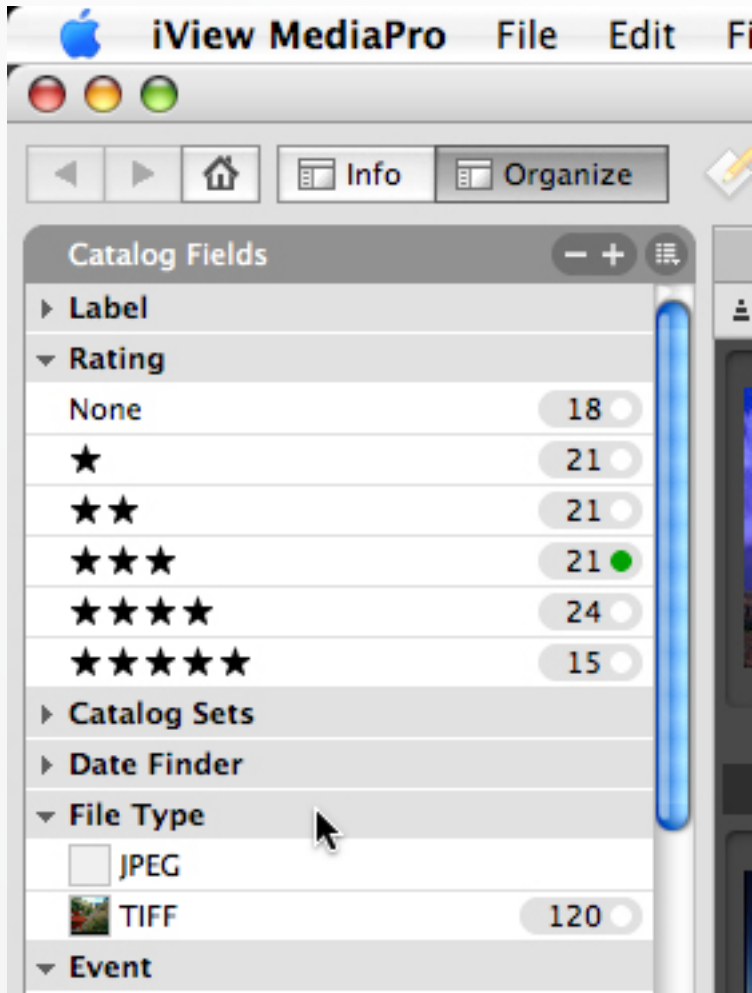 iView MediaPro File Edit
Info Organize
Catalog Fields
Label
Rating
None 18
★ 21
★★ 21
★★★ 21
★★★★ 24
★★★★★ 15
Catalog Sets
Date Finder
File Type
JPEG
TIFF 120
Event